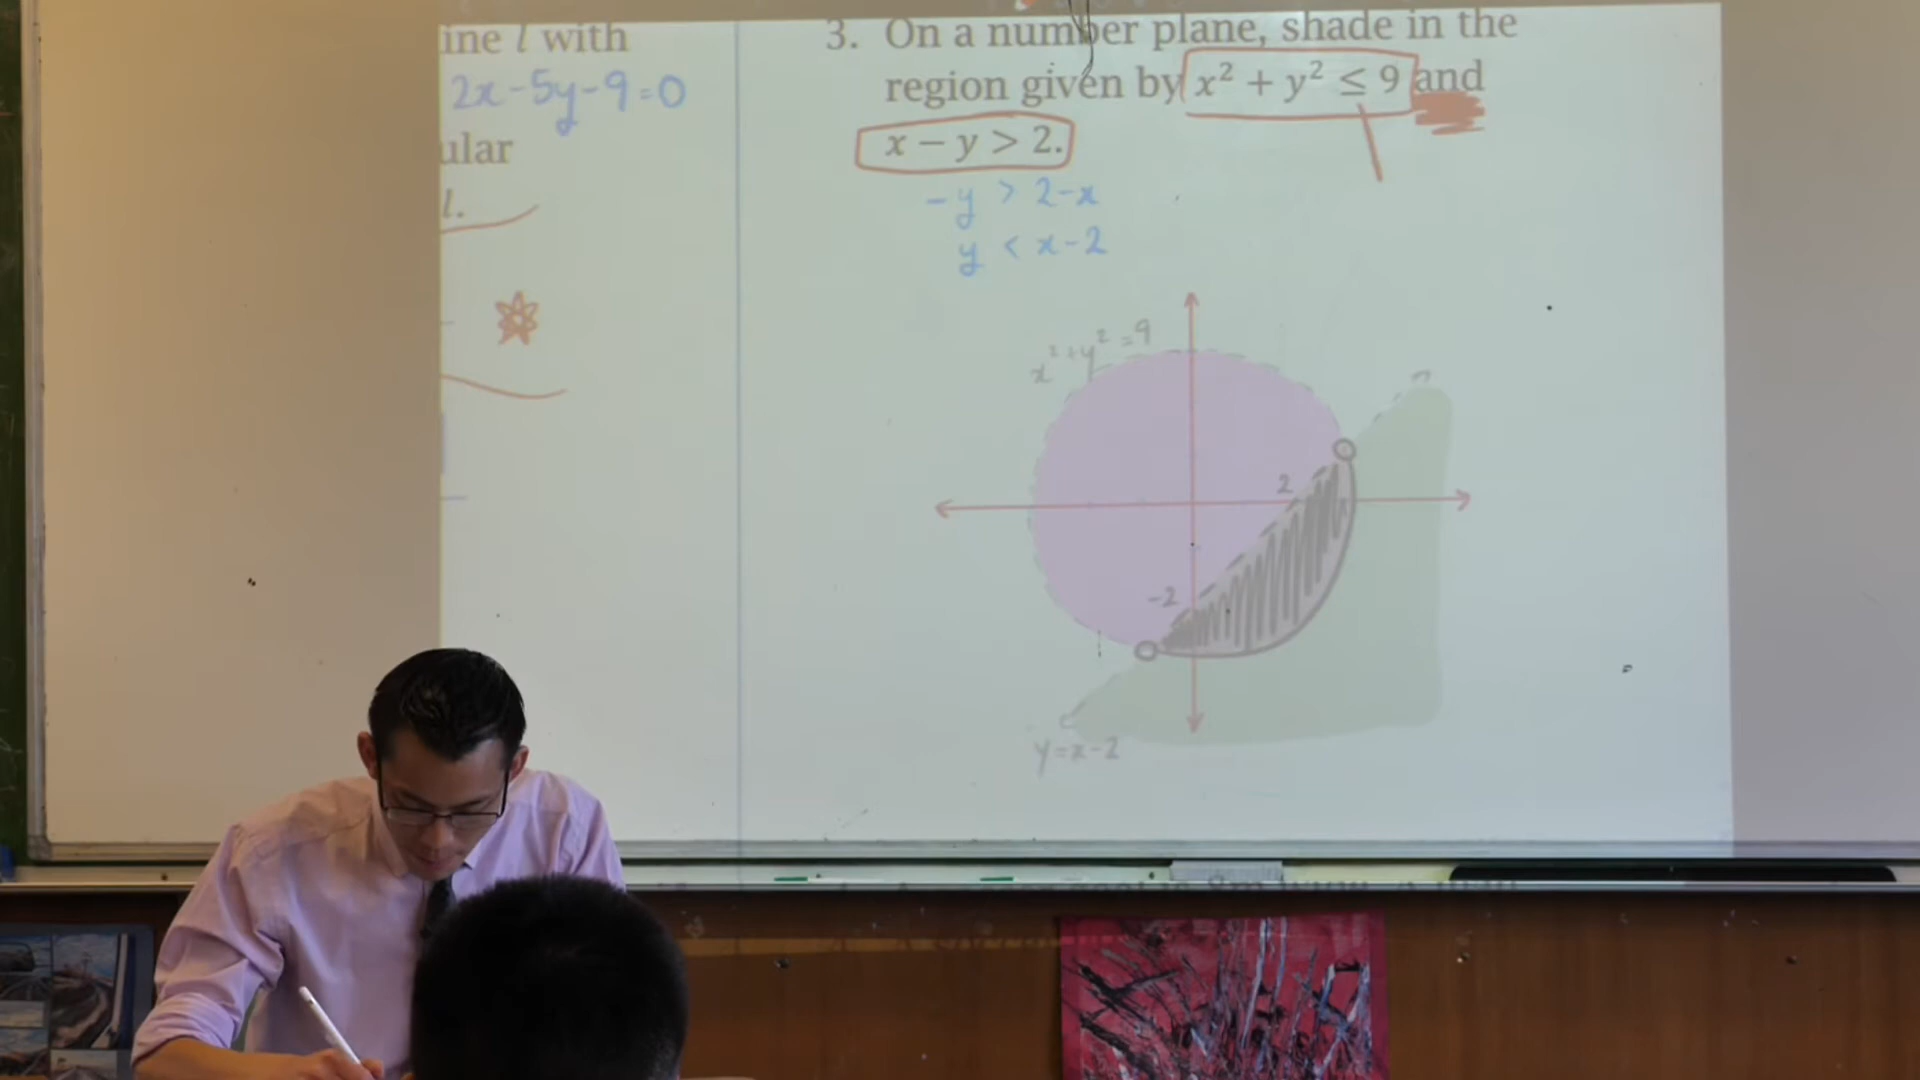 ine l with
2x-5y-9=0
ular
l.
3. On a number plane, shade in the
region given by x² + y² ≤ 9 and
x − y > 2.
-y > 2-x
y < x-2
x²+y²=9
2
-2
y=x-2